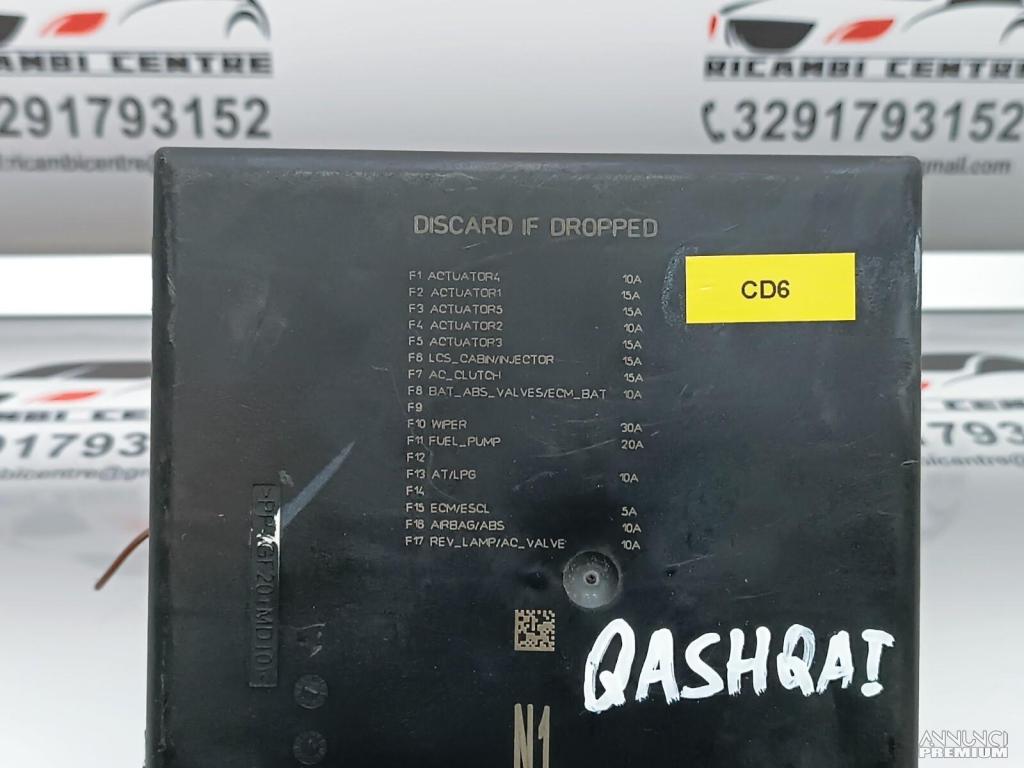 RICAMBI CENTRE
3291793152
ricambicentre@
RICAMBI CENTRE
3291793152
@gmail.com
DISCARD IF DROPPED
F1 ACTUATOR4 10A
F2 ACTUATOR1 15A
F3 ACTUATOR5 15A
F4 ACTUATOR2 10A
F5 ACTUATOR3 15A
F6 LCS_CABIN/INJECTOR 15A
F7 AC_CLUTCH 15A
F8 BAT_ABS_VALVES/ECM_BAT 10A
F9
F10 WIPER 30A
F11 FUEL_PUMP 20A
F12
F13 AT/LPG 10A
F14
F15 ECM/ESCL 5A
F16 AIRBAG/ABS 10A
F17 REV_LAMP/AC_VALVE 10A
CD6
QASHQAI
N1
ANNUNCI
PREMIUM